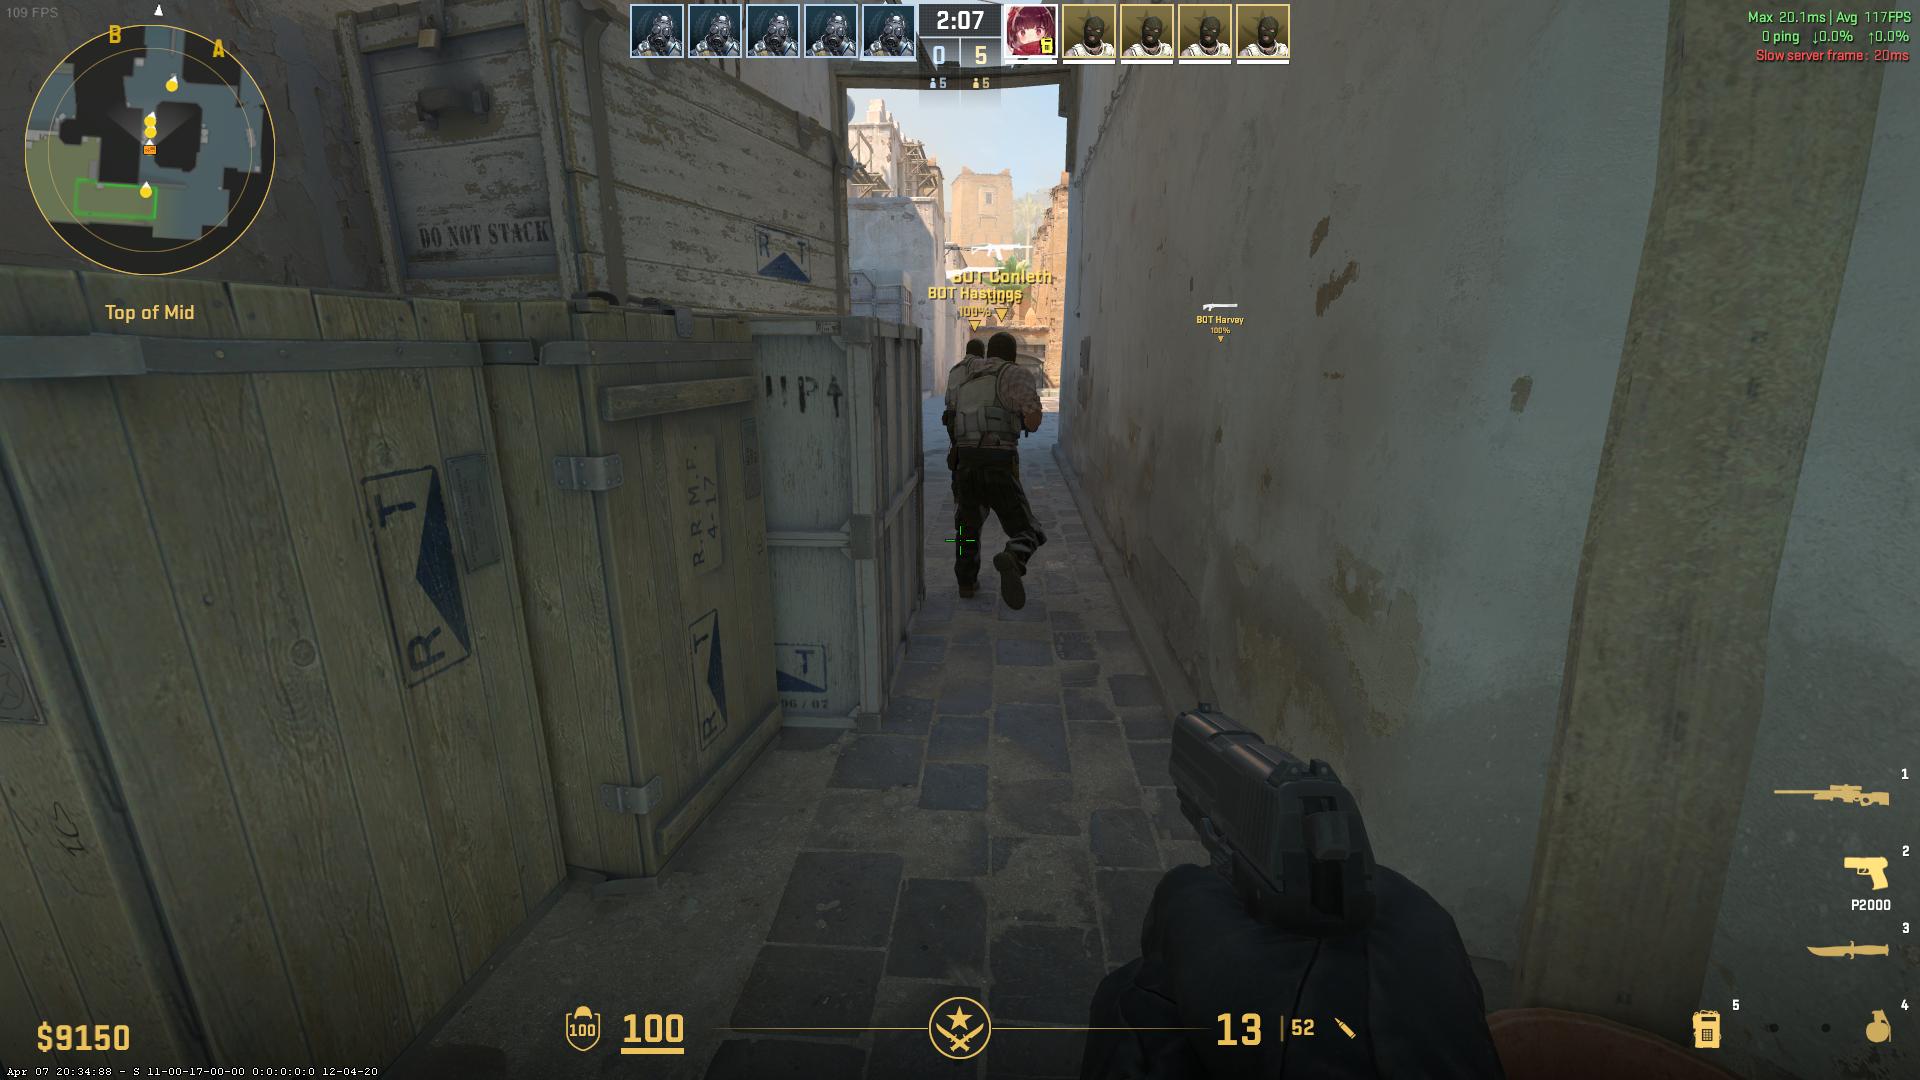 109 FPS
B
A
2:07
0 5
5 5
Max 20.1ms | Avg 117FPS
0 ping ↓0.0% ↑0.0%
Slow server frame: 20ms
Top of Mid
DO NOT STACK
R T
BOT Conleth
BOT Hastings
100%
BOT Harvey
100%
P4
R.R.M.F.
4-17
T
R
T
R
T
96 / 07
1
2
P2000
3
5
4
$9150
100
100
13 | 52
Apr 07 20:34:88 - S 11-00-17-00-00 0:0:0:0:0 12-04-20